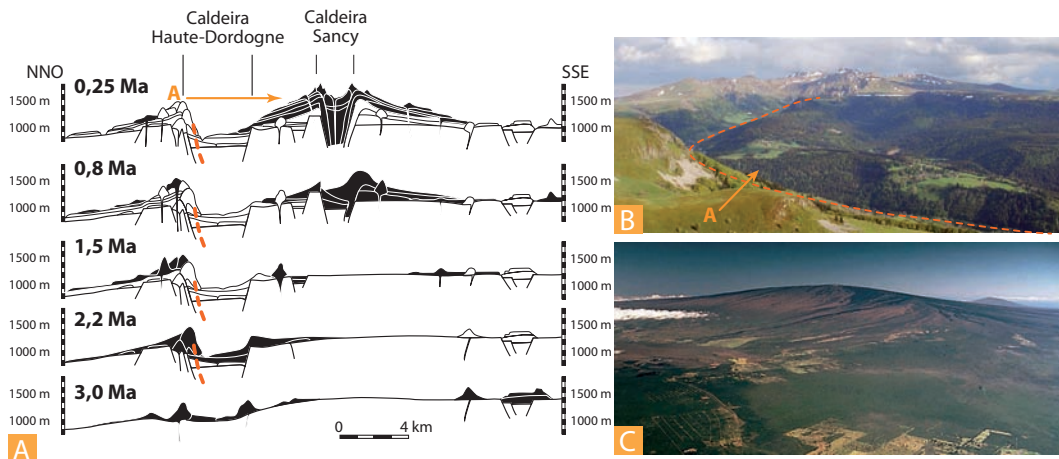 Caldeira
Haute-Dordogne
Caldeira
Sancy
NNO
SSE
0,25 Ma
A
1500 m
1000 m
1500 m
1000 m
0,8 Ma
1500 m
1000 m
1500 m
1000 m
1,5 Ma
1500 m
1000 m
1500 m
1000 m
2,2 Ma
1500 m
1000 m
1500 m
1000 m
3,0 Ma
1500 m
1000 m
1500 m
1000 m
0 4 km
A
A
B
C